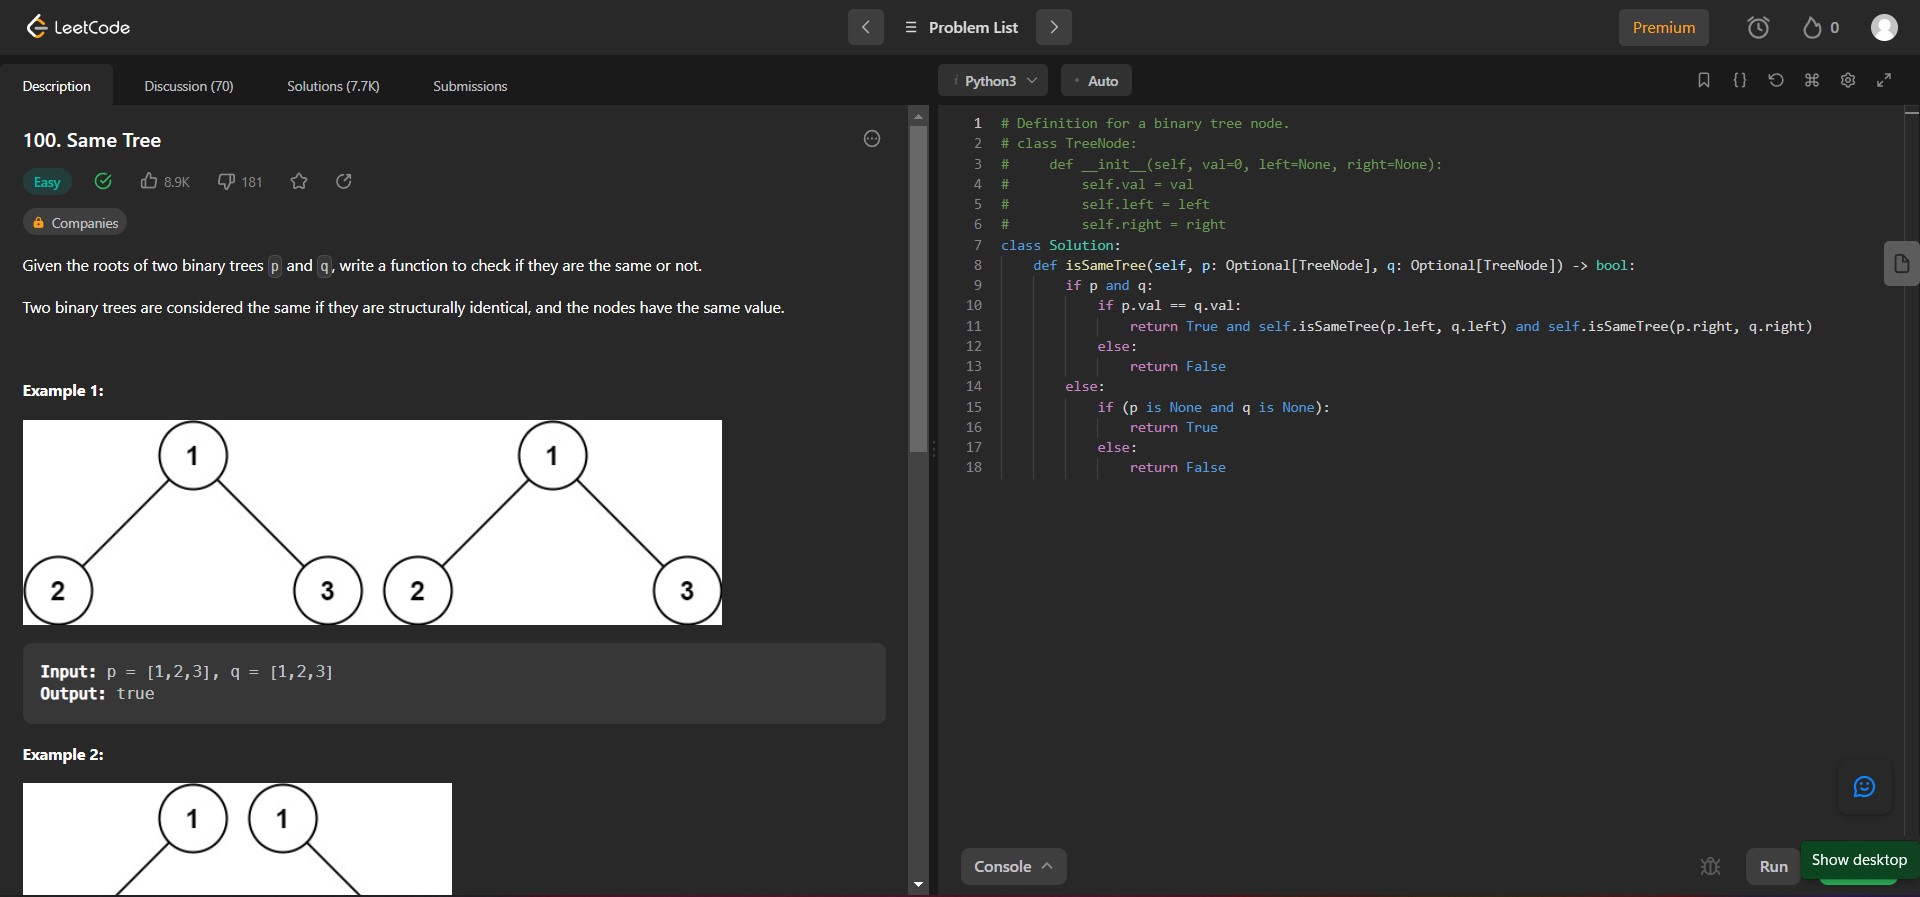 LeetCode
Problem List
Premium
0
Description
Discussion (70)
Solutions (7.7K)
Submissions
100. Same Tree
Easy
8.9K
181
Companies
Given the roots of two binary trees p and q, write a function to check if they are the same or not.
Two binary trees are considered the same if they are structurally identical, and the nodes have the same value.
Example 1:
1 1
2 3 2 3
Input: p = [1,2,3], q = [1,2,3]
Output: true
Example 2:
1 1
i Python3
Auto
{}
1 # Definition for a binary tree node.
2 # class TreeNode:
3 #     def __init__(self, val=0, left=None, right=None):
4 #         self.val = val
5 #         self.left = left
6 #         self.right = right
7 class Solution:
8     def isSameTree(self, p: Optional[TreeNode], q: Optional[TreeNode]) -> bool:
9         if p and q:
10             if p.val == q.val:
11                 return True and self.isSameTree(p.left, q.left) and self.isSameTree(p.right, q.right)
12             else:
13                 return False
14         else:
15             if (p is None and q is None):
16                 return True
17             else:
18                 return False
Console
Run
Show desktop